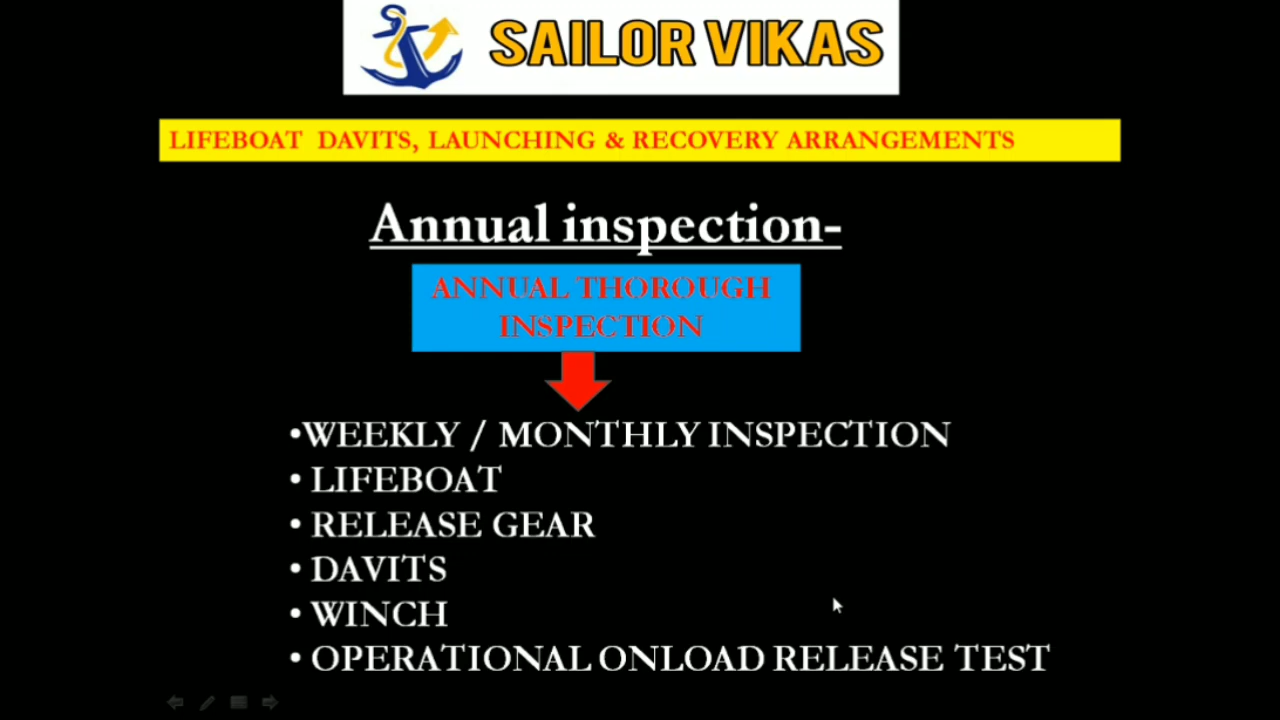 SAILOR VIKAS
LIFEBOAT DAVITS, LAUNCHING & RECOVERY ARRANGEMENTS
Annual inspection-
ANNUAL THOROUGH
INSPECTION
•WEEKLY / MONTHLY INSPECTION
• LIFEBOAT
• RELEASE GEAR
• DAVITS
• WINCH
• OPERATIONAL ONLOAD RELEASE TEST